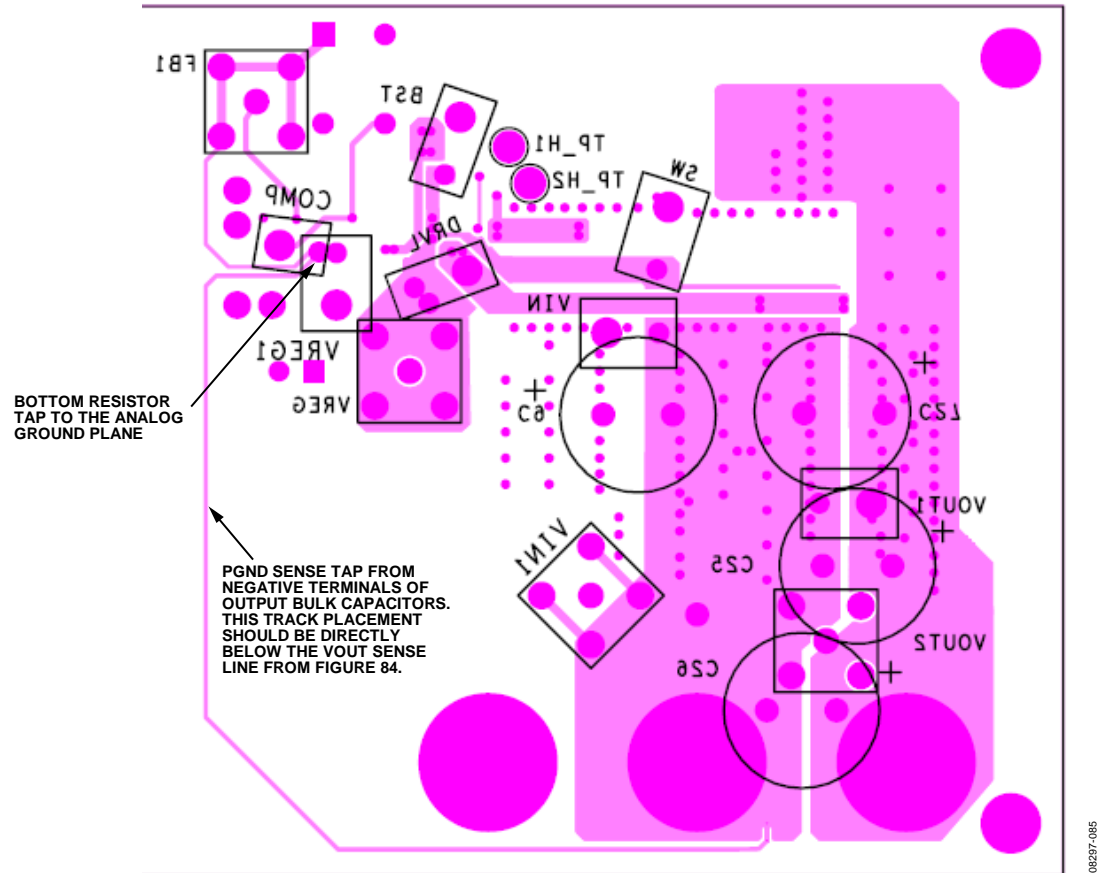 FB1
BST
TP_H1
TP_H2
SW
COMP
DRVL
VIN
VREG1
VREG
+
C6
+
C27
BOTTOM RESISTOR
TAP TO THE ANALOG
GROUND PLANE
VOUT1
+
VIN1
C25
PGND SENSE TAP FROM
NEGATIVE TERMINALS OF
OUTPUT BULK CAPACITORS.
THIS TRACK PLACEMENT
SHOULD BE DIRECTLY
BELOW THE VOUT SENSE
LINE FROM FIGURE 84.
VOUT2
C26
+
08297-085